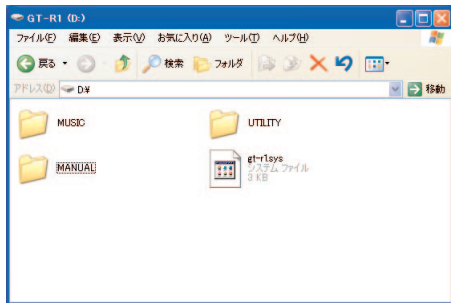 GT-R1 (D:)
ファイル(F) 編集(E) 表示(V) お気に入り(A) ツール(T) ヘルプ(H)
戻る 検索 フォルダ
アドレス(D) D:¥ 移動
MUSIC UTILITY
MANUAL gt-r1sys
システム ファイル
3 KB